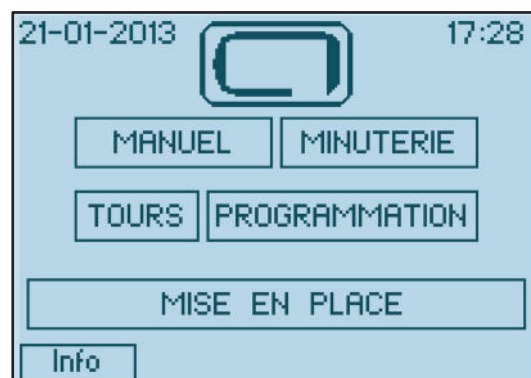 21-01-2013 17:28
MANUEL MINUTERIE
TOURS PROGRAMMATION
MISE EN PLACE
Info